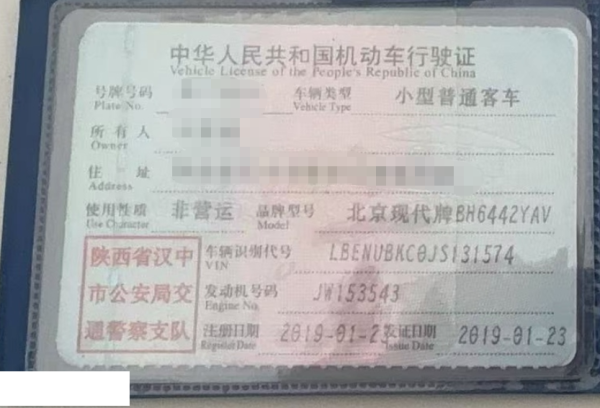 中华人民共和国机动车行驶证
Vehicle License of the People's Republic of China
号牌号码 车辆类型 小型普通客车
Plate No. Vehicle Type
所有人
Owner
住址
Address
使用性质 非营运 品牌型号 北京现代牌BH6442YAV
Use Character Model
陕西省汉中
市公安局交
通警察支队
车辆识别代号 LBENUBKC0JS131574
VIN
发动机号码 JW153543
Engine No.
注册日期 2019-01-23 发证日期 2019-01-23
Register Date Issue Date